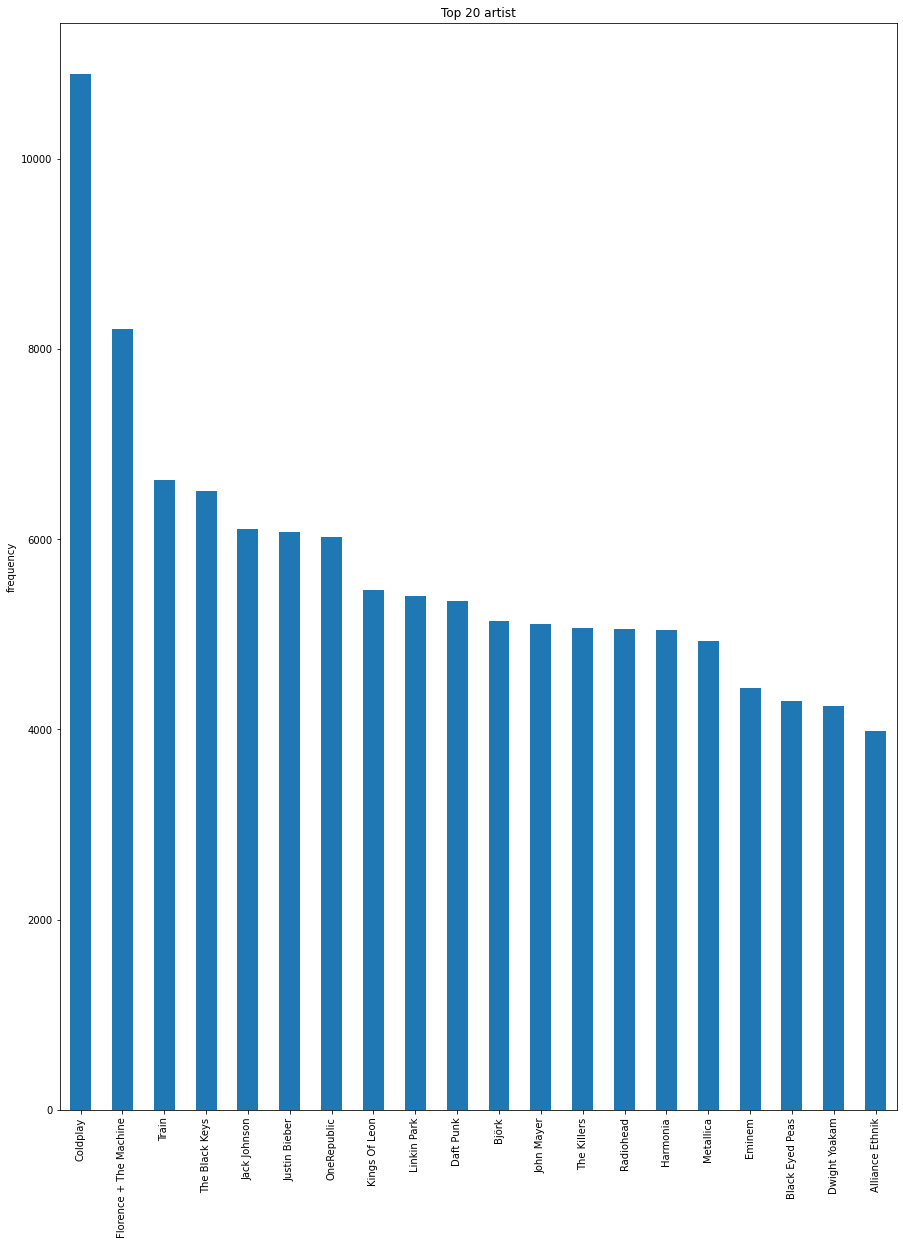 Top 20 artist
frequency
10000
8000
6000
4000
2000
0
Coldplay
Florence + The Machine
Train
The Black Keys
Jack Johnson
Justin Bieber
OneRepublic
Kings Of Leon
Linkin Park
Daft Punk
Björk
John Mayer
The Killers
Radiohead
Harmonia
Metallica
Eminem
Black Eyed Peas
Dwight Yoakam
Alliance Ethnik